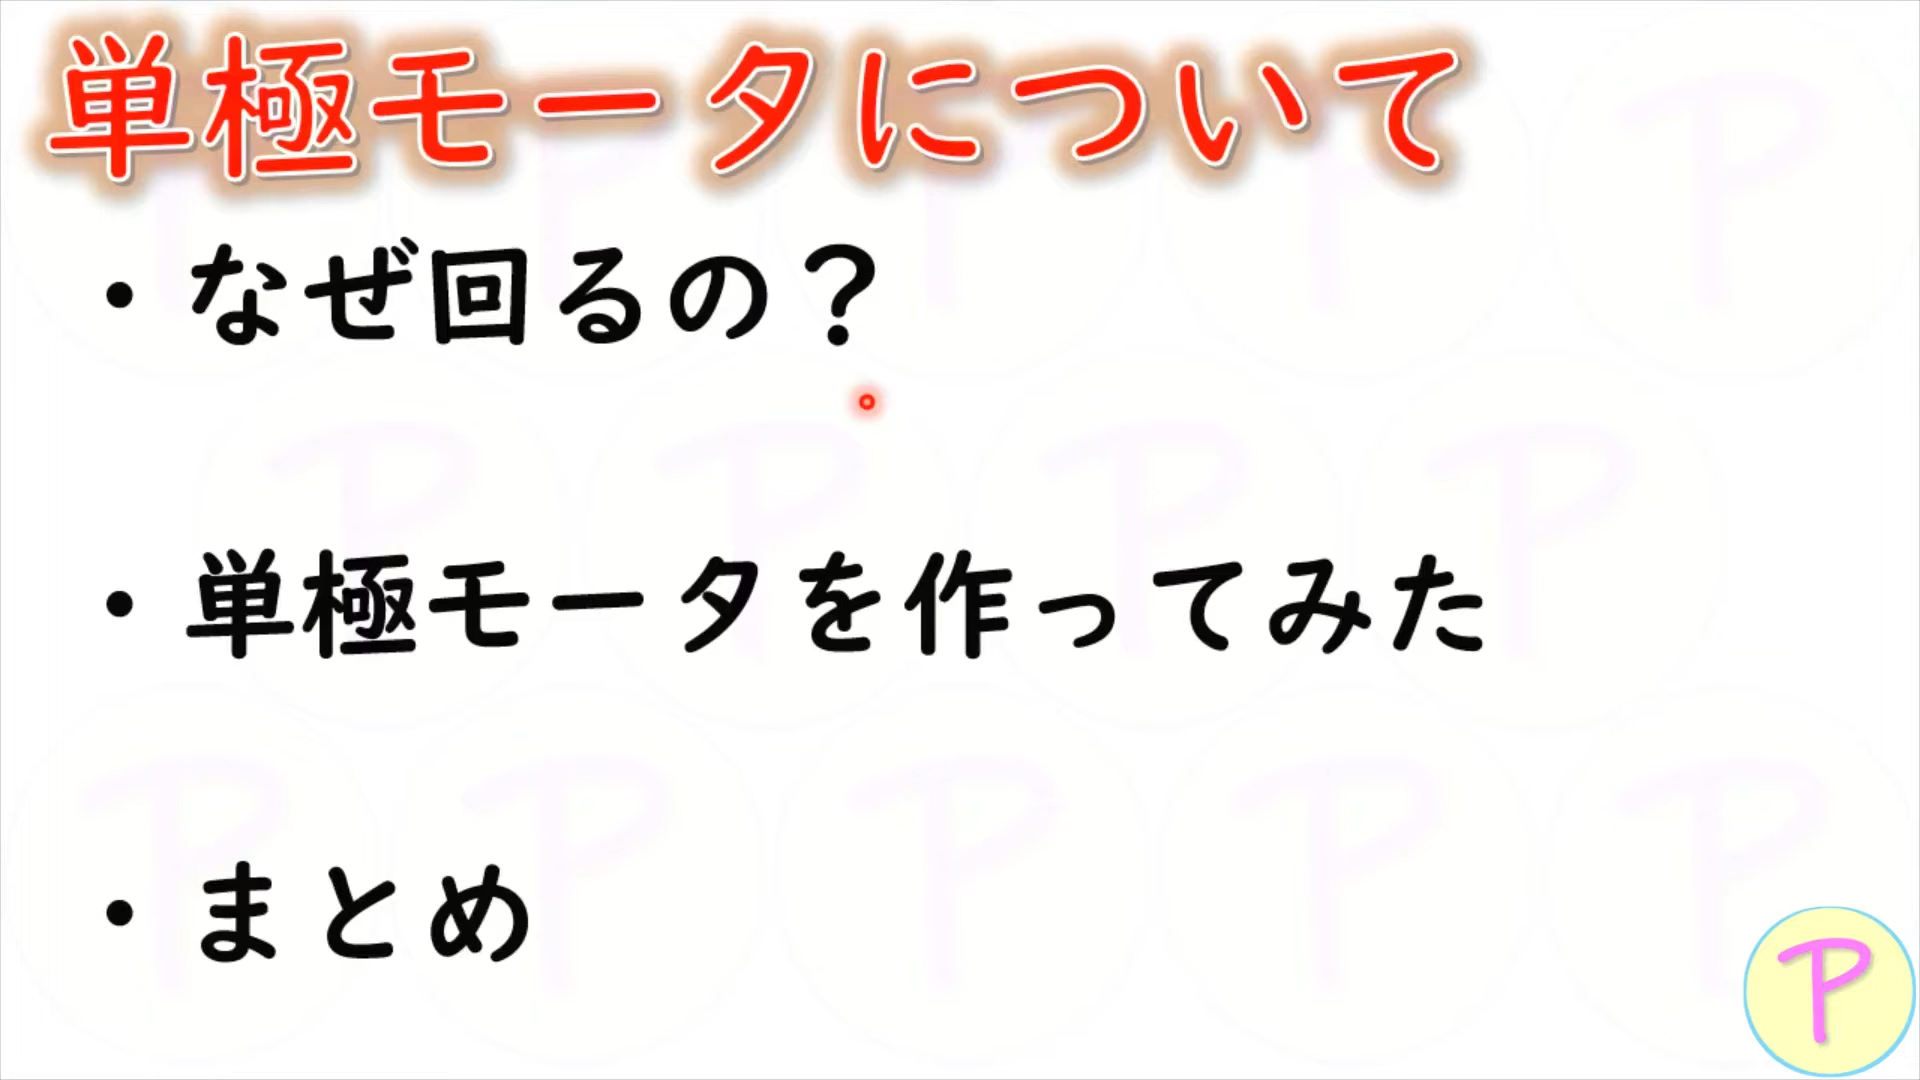 単極モータについて
・なぜ回るの？
・単極モータを作ってみた
・まとめ
P